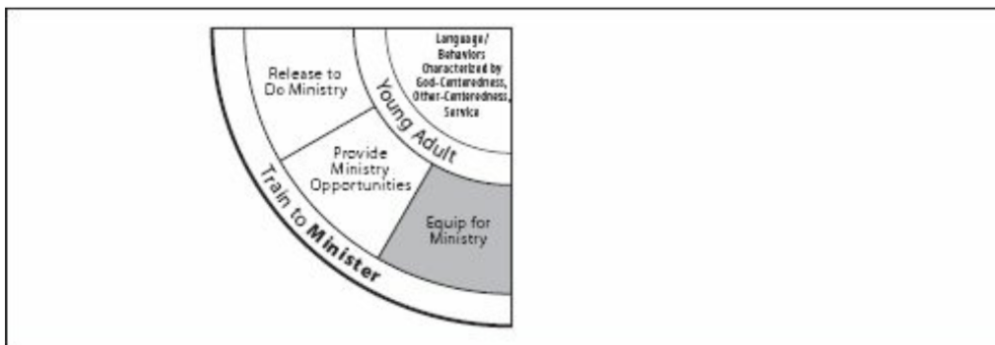 Language/
Behaviors
Characterized by
God-Centeredness,
Other-Centeredness,
Service
Release to
Do Ministry
Young Adult
Provide
Ministry
Opportunities
Equip for
Ministry
Train to Minister